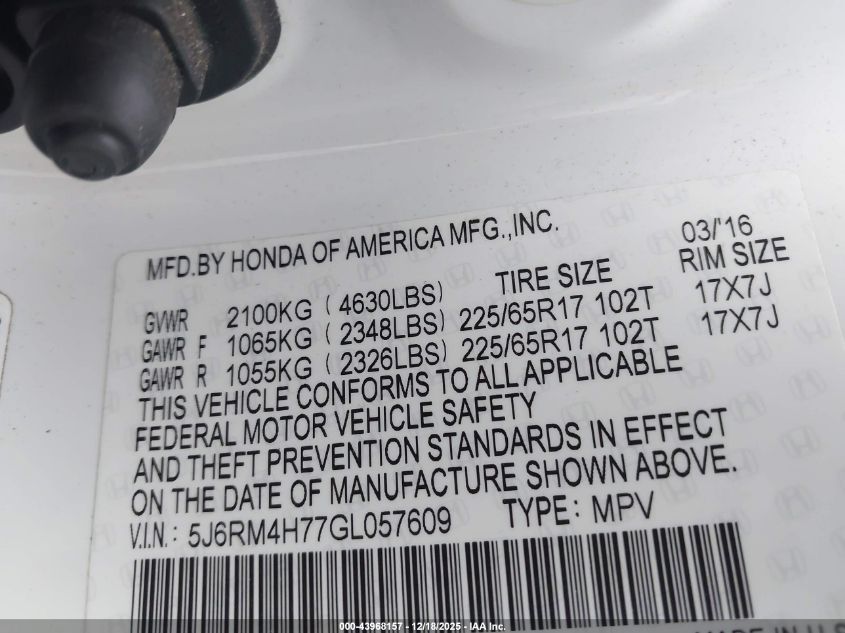 MFD.BY HONDA OF AMERICA MFG.,INC. 03/'16
TIRE SIZE RIM SIZE
GVWR 2100KG ( 4630LBS)
GAWR F 1065KG ( 2348LBS) 225/65R17 102T 17X7J
GAWR R 1055KG ( 2326LBS) 225/65R17 102T 17X7J
THIS VEHICLE CONFORMS TO ALL APPLICABLE
FEDERAL MOTOR VEHICLE SAFETY
AND THEFT PREVENTION STANDARDS IN EFFECT
ON THE DATE OF MANUFACTURE SHOWN ABOVE.
V.I.N.: 5J6RM4H77GL057609 TYPE: MPV
000-43968157 - 12/18/2025 - IAA Inc.